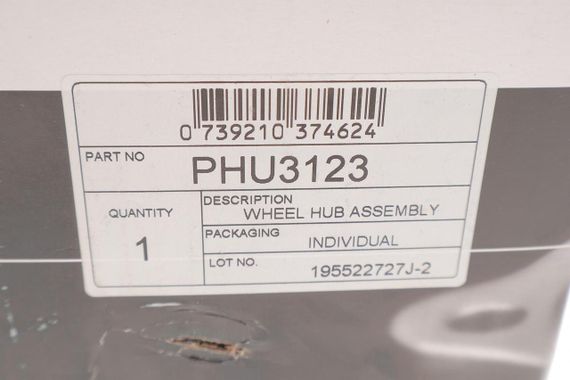 0 739210 374624
PART NO
PHU3123
QUANTITY
1
DESCRIPTION
WHEEL HUB ASSEMBLY
PACKAGING
INDIVIDUAL
LOT NO.
195522727J-2